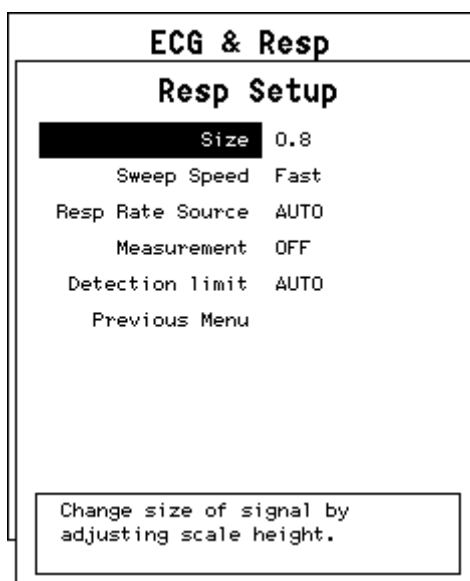 ECG & Resp
Resp Setup
Size 0.8
Sweep Speed Fast
Resp Rate Source AUTO
Measurement OFF
Detection limit AUTO
Previous Menu
Change size of signal by
adjusting scale height.